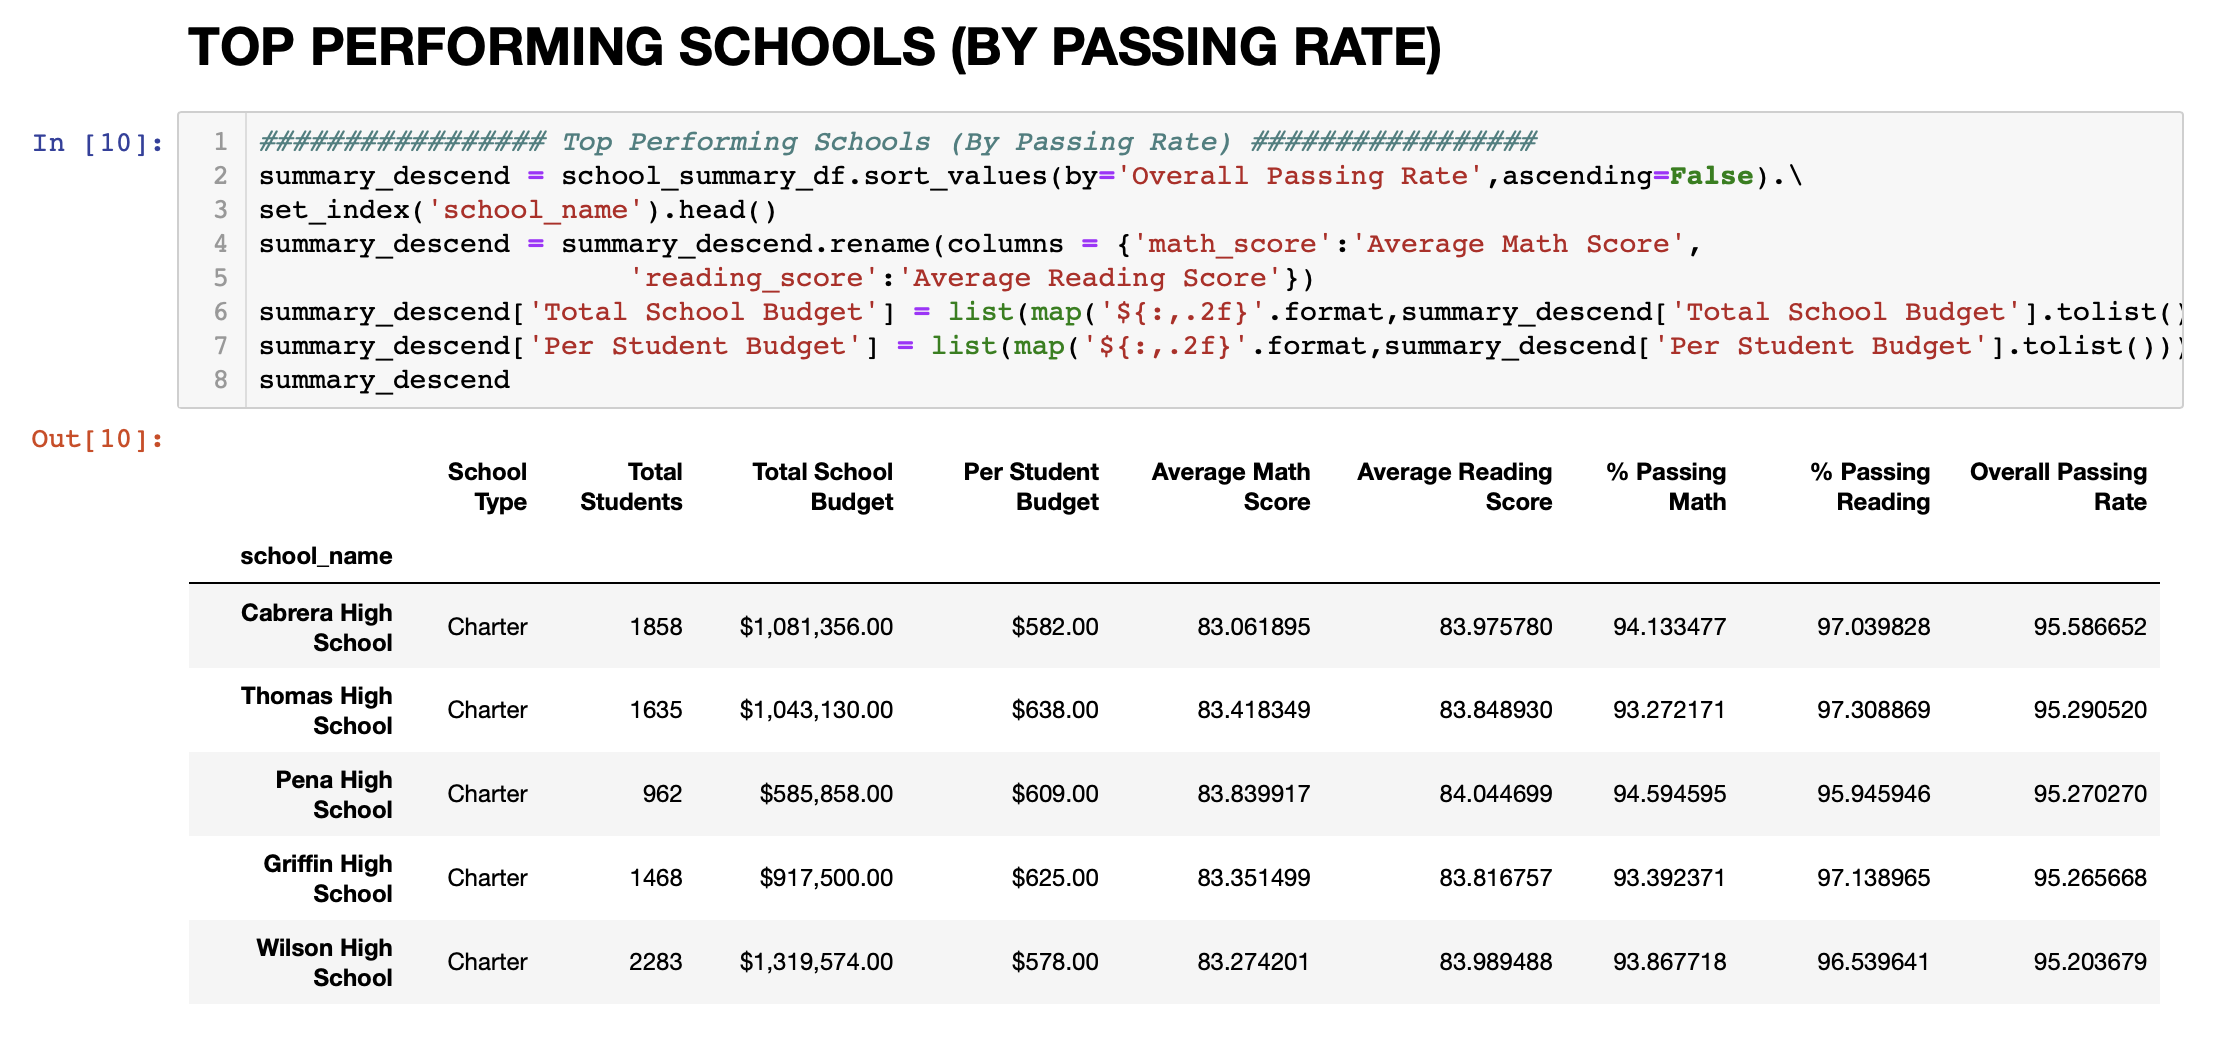 TOP PERFORMING SCHOOLS (BY PASSING RATE)
In [10]:
1 ################# Top Performing Schools (By Passing Rate) #################
2 summary_descend = school_summary_df.sort_values(by='Overall Passing Rate',ascending=False).\
3 set_index('school_name').head()
4 summary_descend = summary_descend.rename(columns = {'math_score':'Average Math Score',
5                       'reading_score':'Average Reading Score'})
6 summary_descend['Total School Budget'] = list(map('${:,.2f}'.format,summary_descend['Total School Budget'].tolist()
7 summary_descend['Per Student Budget'] = list(map('${:,.2f}'.format,summary_descend['Per Student Budget'].tolist()))
8 summary_descend
Out[10]:
School Total Total School Per Student Average Math Average Reading % Passing % Passing Overall Passing
Type Students Budget Budget Score Score Math Reading Rate
school_name
Cabrera High
School Charter 1858 $1,081,356.00 $582.00 83.061895 83.975780 94.133477 97.039828 95.586652
Thomas High
School Charter 1635 $1,043,130.00 $638.00 83.418349 83.848930 93.272171 97.308869 95.290520
Pena High
School Charter 962 $585,858.00 $609.00 83.839917 84.044699 94.594595 95.945946 95.270270
Griffin High
School Charter 1468 $917,500.00 $625.00 83.351499 83.816757 93.392371 97.138965 95.265668
Wilson High
School Charter 2283 $1,319,574.00 $578.00 83.274201 83.989488 93.867718 96.539641 95.203679